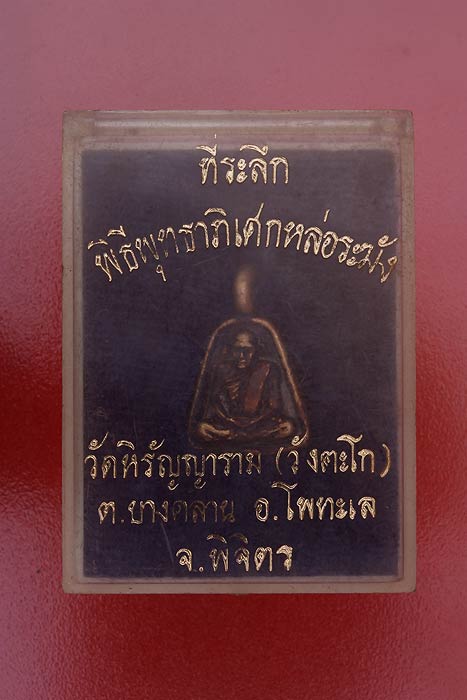 ที่ระลึก
พิธีพุทธาภิเศกหล่อระฆัง
วัดหิรัญญาราม (วังตะโก)
ต.บางคลาน อ.โพทะเล
จ.พิจิตร